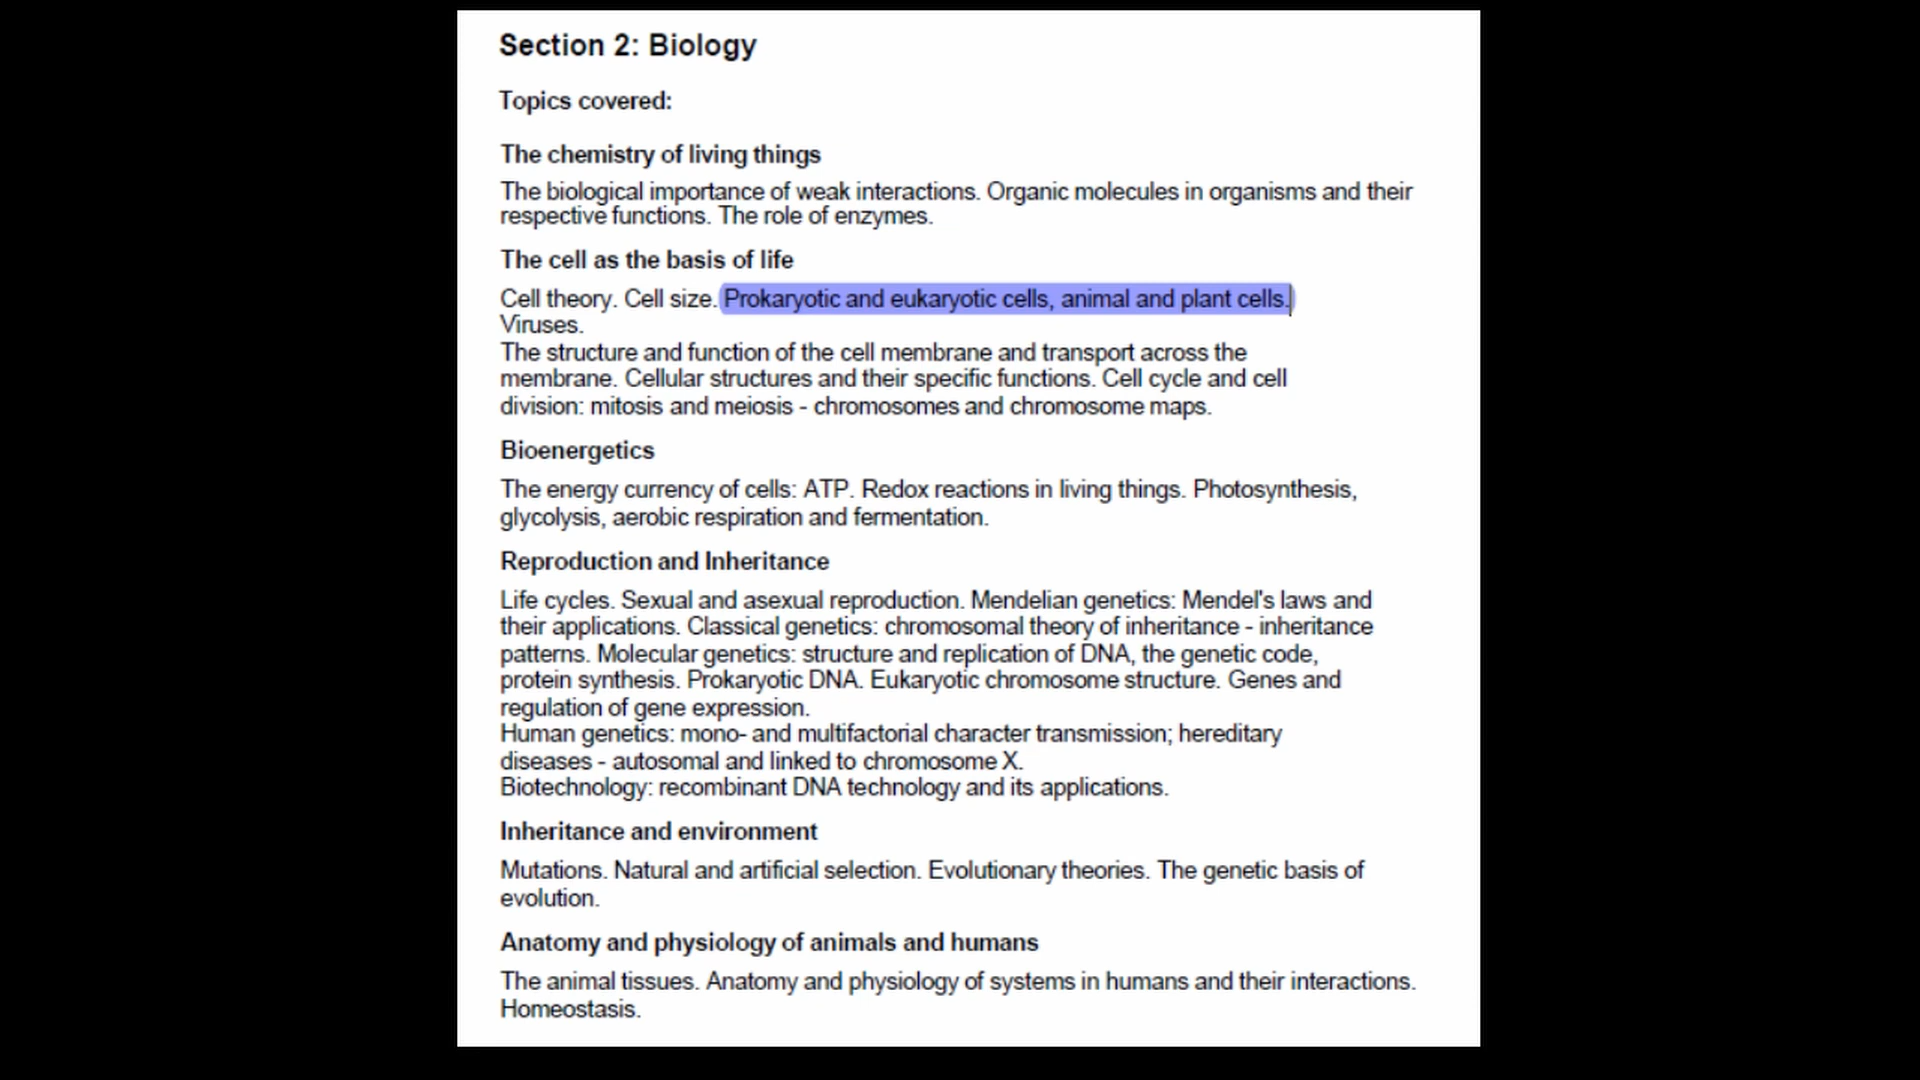 Section 2: Biology
Topics covered:
The chemistry of living things
The biological importance of weak interactions. Organic molecules in organisms and their
respective functions. The role of enzymes.
The cell as the basis of life
Cell theory. Cell size. Prokaryotic and eukaryotic cells, animal and plant cells.
Viruses.
The structure and function of the cell membrane and transport across the
membrane. Cellular structures and their specific functions. Cell cycle and cell
division: mitosis and meiosis - chromosomes and chromosome maps.
Bioenergetics
The energy currency of cells: ATP. Redox reactions in living things. Photosynthesis,
glycolysis, aerobic respiration and fermentation.
Reproduction and Inheritance
Life cycles. Sexual and asexual reproduction. Mendelian genetics: Mendel's laws and
their applications. Classical genetics: chromosomal theory of inheritance - inheritance
patterns. Molecular genetics: structure and replication of DNA, the genetic code,
protein synthesis. Prokaryotic DNA. Eukaryotic chromosome structure. Genes and
regulation of gene expression.
Human genetics: mono- and multifactorial character transmission; hereditary
diseases - autosomal and linked to chromosome X.
Biotechnology: recombinant DNA technology and its applications.
Inheritance and environment
Mutations. Natural and artificial selection. Evolutionary theories. The genetic basis of
evolution.
Anatomy and physiology of animals and humans
The animal tissues. Anatomy and physiology of systems in humans and their interactions.
Homeostasis.